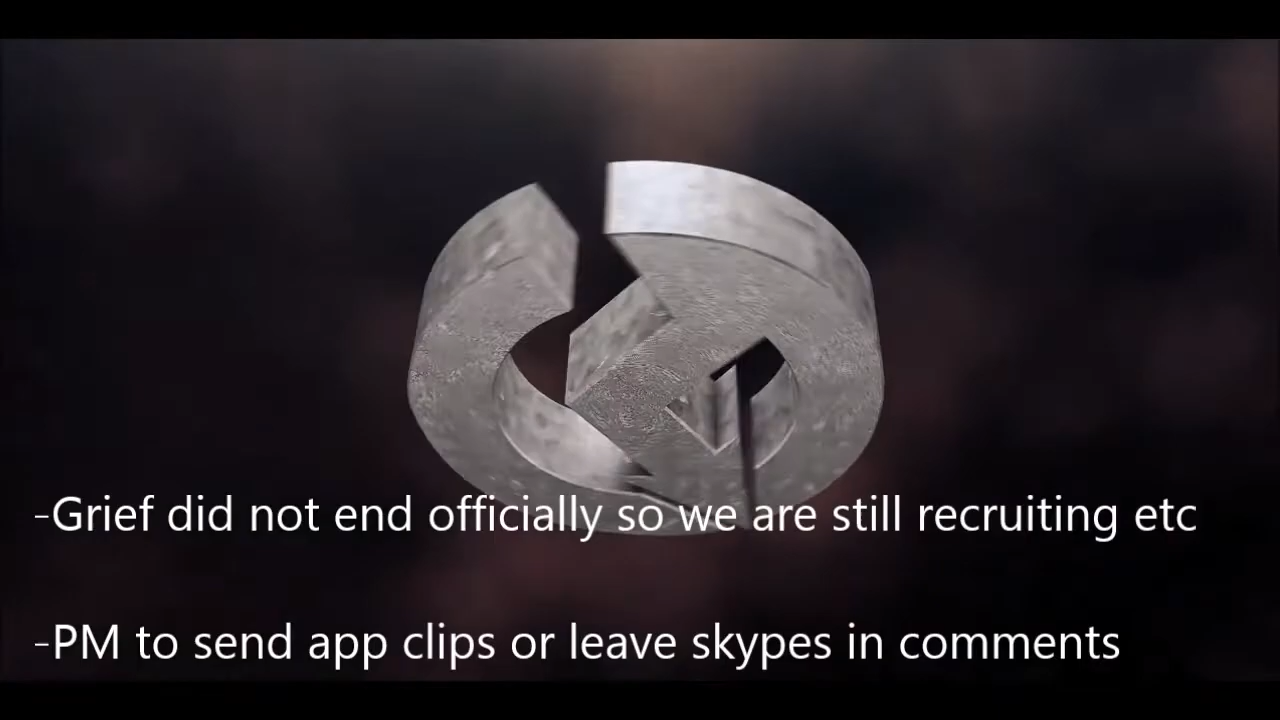 -Grief did not end officially so we are still recruiting etc
-PM to send app clips or leave skypes in comments